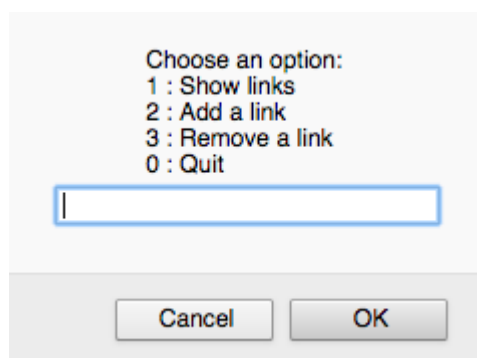 Choose an option:
1 : Show links
2 : Add a link
3 : Remove a link
0 : Quit
Cancel
OK